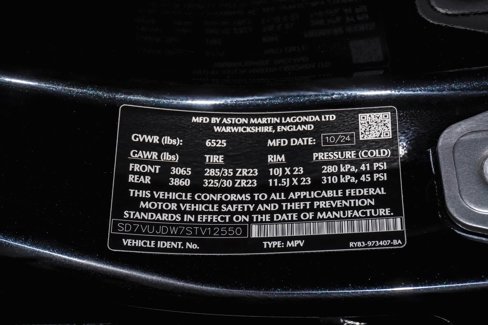 MFD BY ASTON MARTIN LAGONDA LTD
WARWICKSHIRE, ENGLAND
GVWR (lbs): 6525 MFD DATE: 10/24
GAWR (lbs) TIRE RIM PRESSURE (COLD)
FRONT 3065 285/35 ZR23 10J X 23 280 kPa, 41 PSI
REAR 3860 325/30 ZR23 11.5J X 23 310 kPa, 45 PSI
THIS VEHICLE CONFORMS TO ALL APPLICABLE FEDERAL
MOTOR VEHICLE SAFETY AND THEFT PREVENTION
STANDARDS IN EFFECT ON THE DATE OF MANUFACTURE.
SD7VUJDW7STV12550
VEHICLE IDENT. No. TYPE: MPV RY83-973407-BA